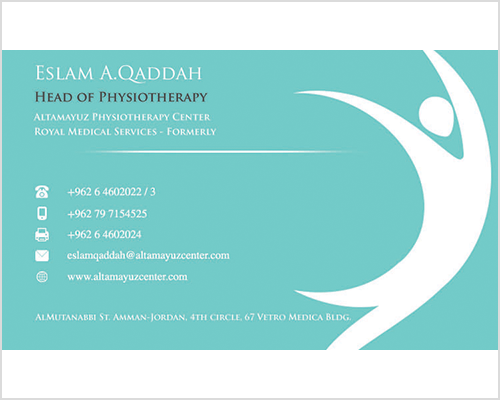 Eslam A.Qaddah
Head of Physiotherapy
Altamayuz Physiotherapy Center
Royal Medical Services - Formerly
+962 6 4602022 / 3
+962 79 7154525
+962 6 4602024
eslamqaddah@altamayuzcenter.com
www.altamayuzcenter.com
AlMutanabbi St. Amman-Jordan, 4th circle, 67 Vetro Medica Bldg.